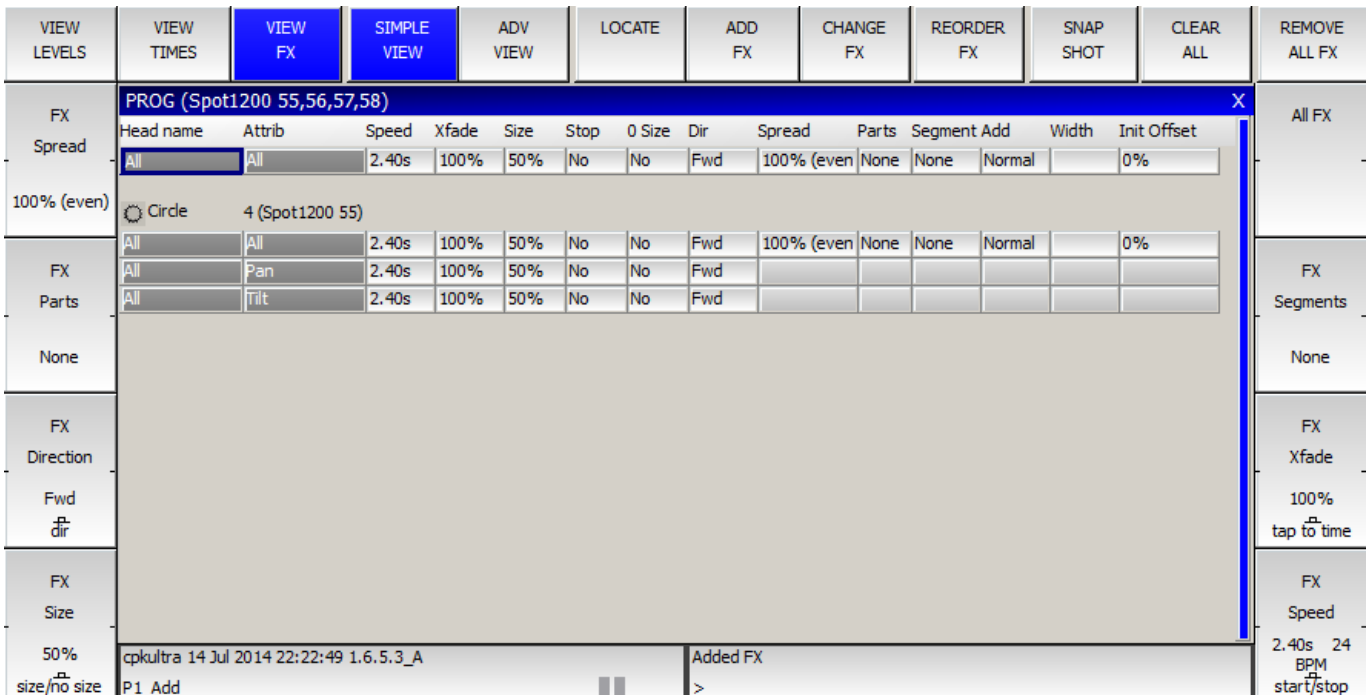 VIEW LEVELS
VIEW TIMES
VIEW FX
SIMPLE VIEW
ADV VIEW
LOCATE
ADD FX
CHANGE FX
REORDER FX
SNAP SHOT
CLEAR ALL
REMOVE ALL FX
FX Spread
100% (even)
FX Parts
None
FX Direction
Fwd
dir
FX Size
50%
size/no size
PROG (Spot1200 55,56,57,58) X
Head name Attrib Speed Xfade Size Stop 0 Size Dir Spread Parts Segment Add Width Init Offset
All All 2.40s 100% 50% No No Fwd 100% (even None None Normal 0%
Circle 4 (Spot1200 55)
All All 2.40s 100% 50% No No Fwd 100% (even None None Normal 0%
All Pan 2.40s 100% 50% No No Fwd
All Tilt 2.40s 100% 50% No No Fwd
cpkultra 14 Jul 2014 22:22:49 1.6.5.3_A
P1 Add
Added FX
>
All FX
FX Segments
None
FX Xfade
100%
tap to time
FX Speed
2.40s 24
BPM
start/stop